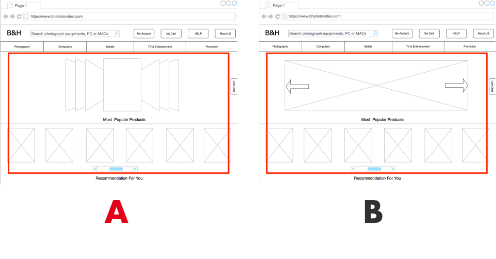 Page 1
https://www.bhphotovideo.com/
B&H
Search photograph equipments, PC or MACs
My Account
My Cart
HELP
About US
Photography
Computers
Mobile
TV & Entertainment
Promotion
Most Popular Products
Recommendation For You
A
Page 1
https://www.bhphotovideo.com/
B&H
Search photograph equipments, PC or MACs
My Account
My Cart
HELP
About US
Photography
Computers
Mobile
TV & Entertainment
Promotion
Most Popular Products
Recommendation For You
B